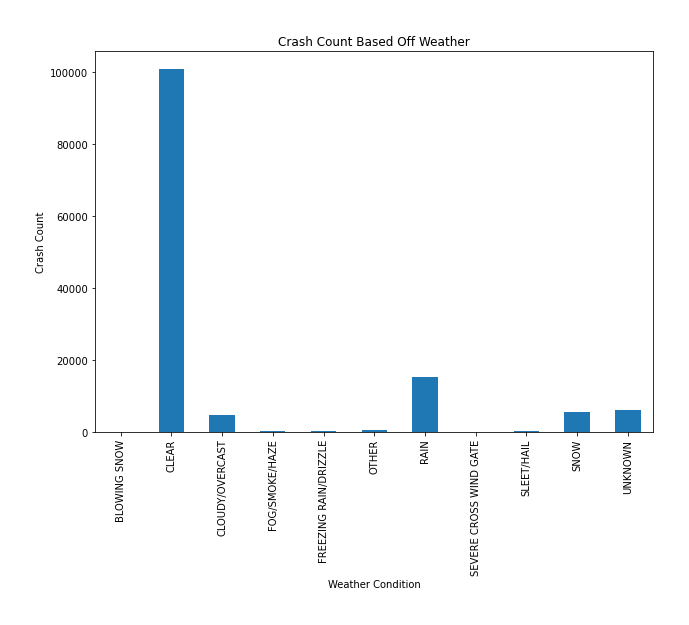 Crash Count Based Off Weather
Crash Count
100000
80000
60000
40000
20000
0
BLOWING SNOW
CLEAR
CLOUDY/OVERCAST
FOG/SMOKE/HAZE
FREEZING RAIN/DRIZZLE
OTHER
RAIN
SEVERE CROSS WIND GATE
SLEET/HAIL
SNOW
UNKNOWN
Weather Condition